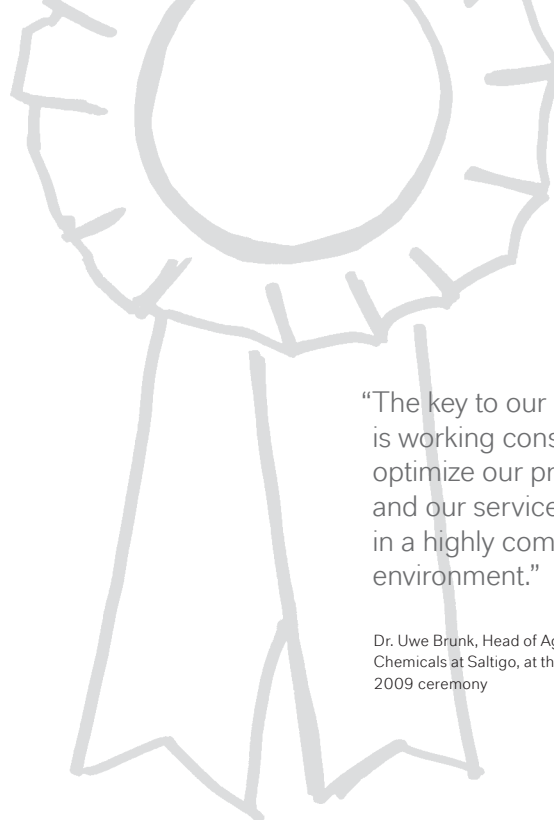 “The key to our
is working cons
optimize our pr
and our service
in a highly com
environment.”
Dr. Uwe Brunk, Head of Ag
Chemicals at Saltigo, at th
2009 ceremony